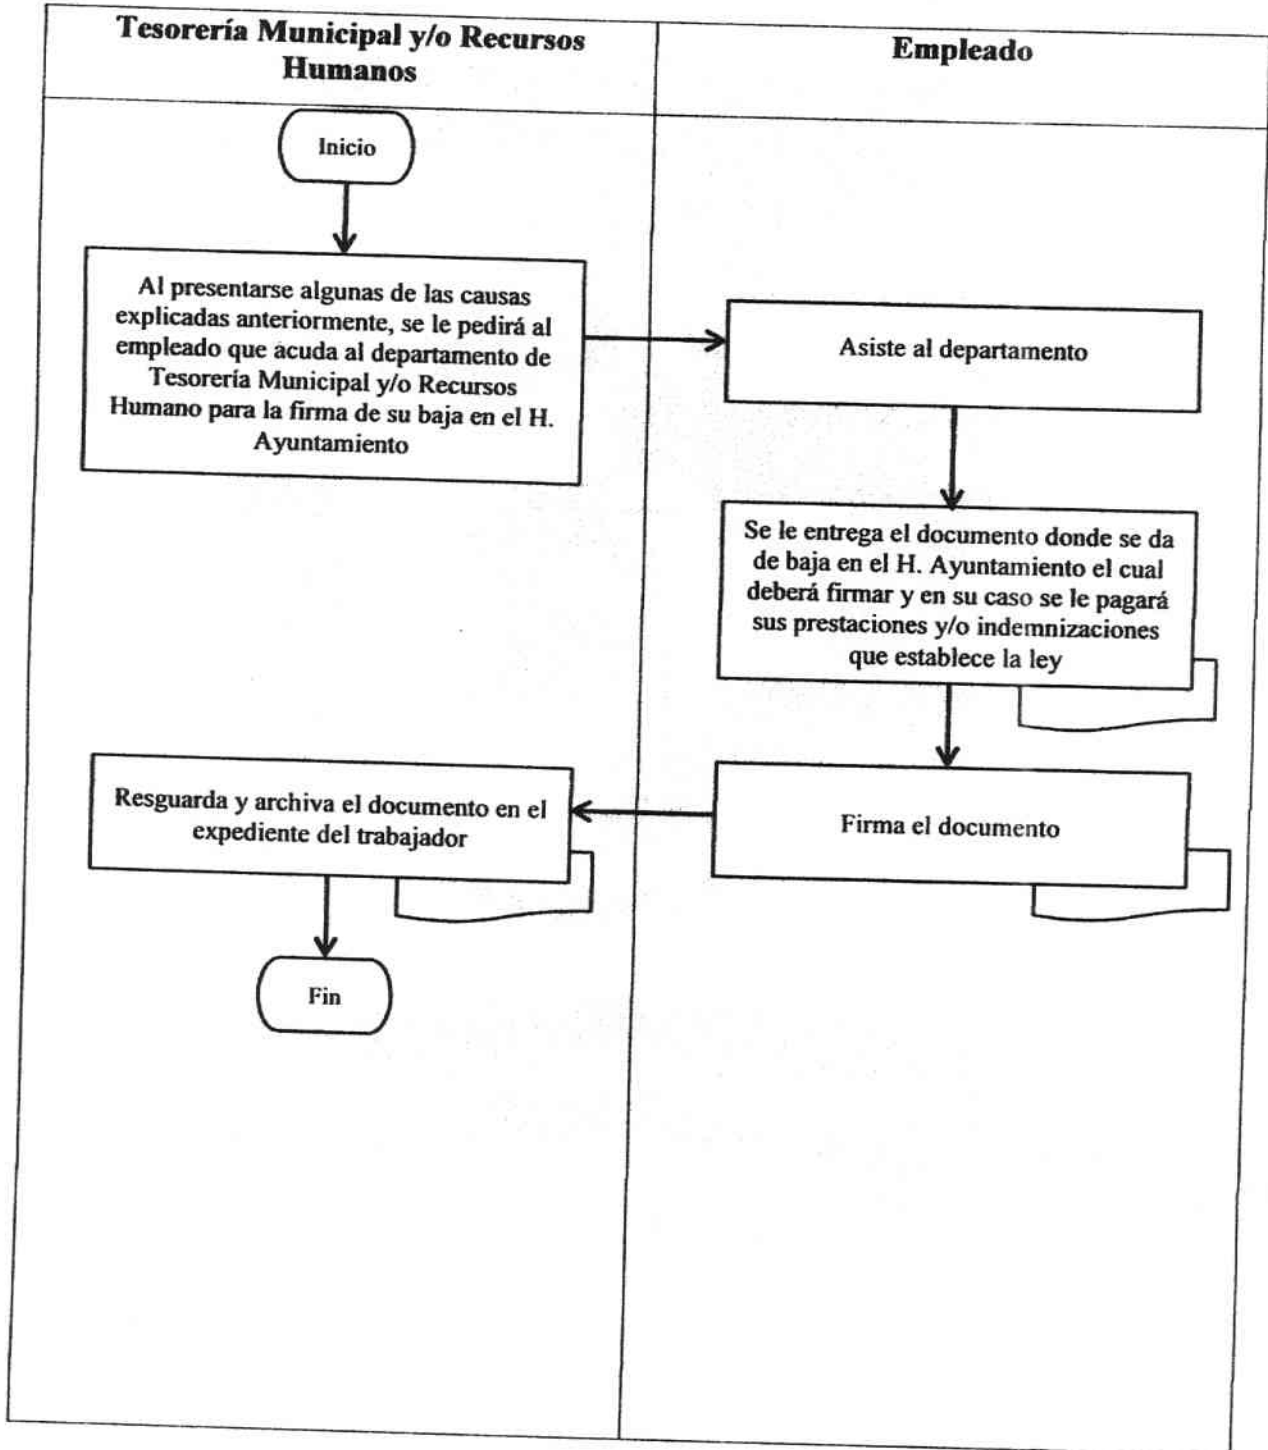 Tesorería Municipal y/o Recursos
Humanos
Empleado
Inicio
Al presentarse algunas de las causas
explicadas anteriormente, se le pedirá al
empleado que acuda al departamento de
Tesorería Municipal y/o Recursos
Humano para la firma de su baja en el H.
Ayuntamiento
Asiste al departamento
Se le entrega el documento donde se da
de baja en el H. Ayuntamiento el cual
deberá firmar y en su caso se le pagará
sus prestaciones y/o indemnizaciones
que establece la ley
Firma el documento
Resguarda y archiva el documento en el
expediente del trabajador
Fin